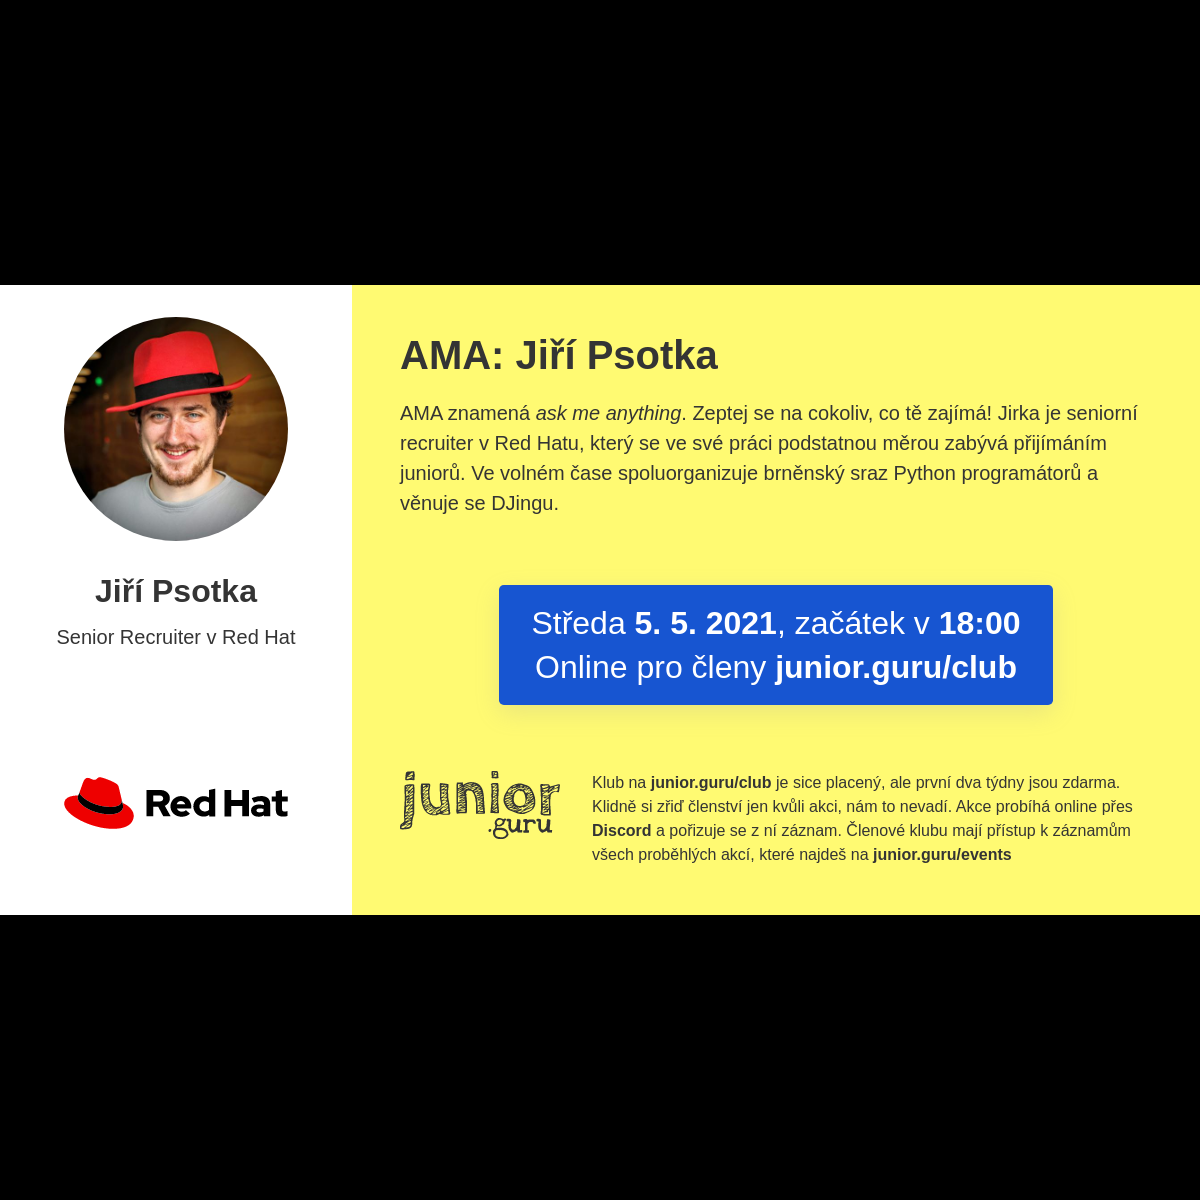 Jiří Psotka
Senior Recruiter v Red Hat
Red Hat
AMA: Jiří Psotka
AMA znamená ask me anything. Zeptej se na cokoliv, co tě zajímá! Jirka je seniorní
recruiter v Red Hatu, který se ve své práci podstatnou měrou zabývá přijímáním
juniorů. Ve volném čase spoluorganizuje brněnský sraz Python programátorů a
věnuje se DJingu.
Středa 5. 5. 2021, začátek v 18:00
Online pro členy junior.guru/club
junior
.guru
Klub na junior.guru/club je sice placený, ale první dva týdny jsou zdarma.
Klidně si zřiď členství jen kvůli akci, nám to nevadí. Akce probíhá online přes
Discord a pořizuje se z ní záznam. Členové klubu mají přístup k záznamům
všech proběhlých akcí, které najdeš na junior.guru/events